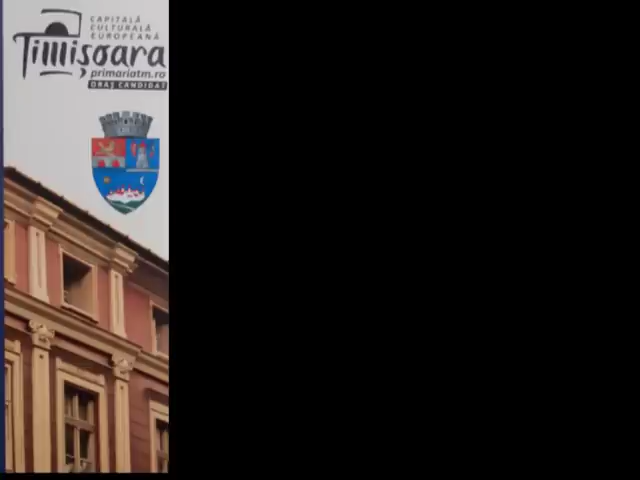 CAPITALĂ
CULTURALĂ
EUROPEANĂ
Timișoara
primariatm.ro
ORAȘ CANDIDAT